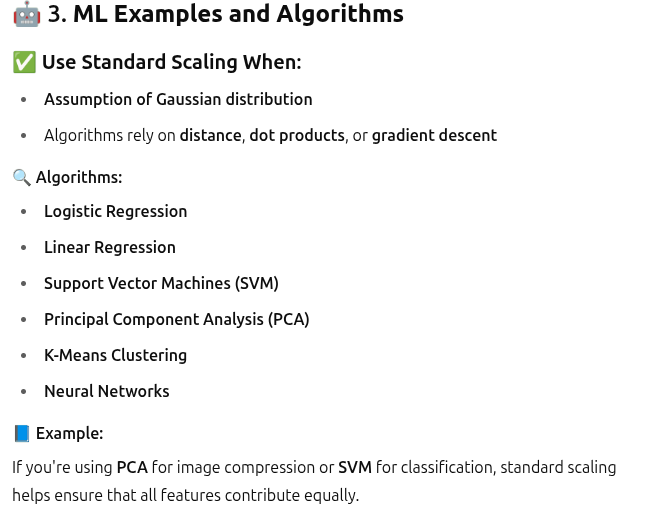 🤖 3. ML Examples and Algorithms
✅ Use Standard Scaling When:
• Assumption of Gaussian distribution
• Algorithms rely on distance, dot products, or gradient descent
🔍 Algorithms:
• Logistic Regression
• Linear Regression
• Support Vector Machines (SVM)
• Principal Component Analysis (PCA)
• K-Means Clustering
• Neural Networks
📘 Example:
If you're using PCA for image compression or SVM for classification, standard scaling
helps ensure that all features contribute equally.